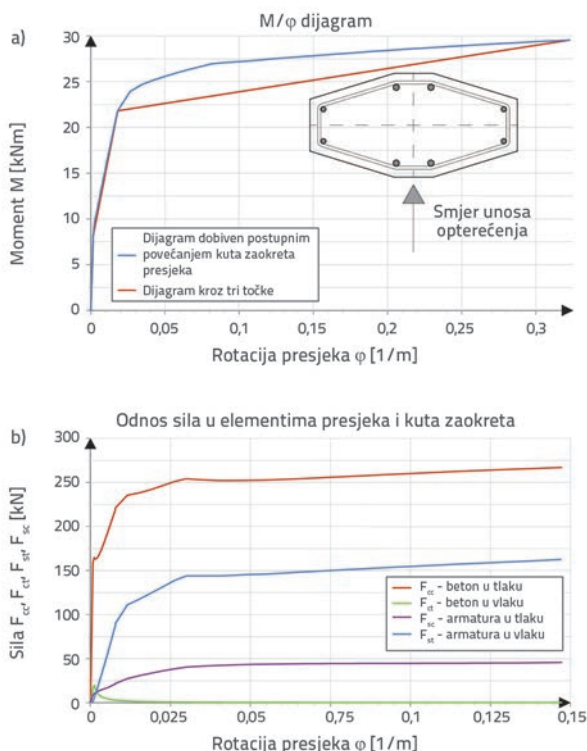 a)
M/φ dijagram
Moment M [kNm]
30
25
20
15
10
5
0
Smjer unosa
opterećenja
Dijagram dobiven postupnim
povećanjem kuta zaokreta
presjeka
Dijagram kroz tri točke
0 0,05 0,1 0,15 0,2 0,25 0,3
Rotacija presjeka φ [1/m]
b)
Odnos sila u elementima presjeka i kuta zaokreta
Sila Fcc, Fct, Fst, Fsc [kN]
300
250
200
150
100
50
0
Fcc - beton u tlaku
Fct - beton u vlaku
Fsc - armatura u tlaku
Fst - armatura u vlaku
0 0,025 0,05 0,075 0,1 0,125 0,15
Rotacija presjeka φ [1/m]